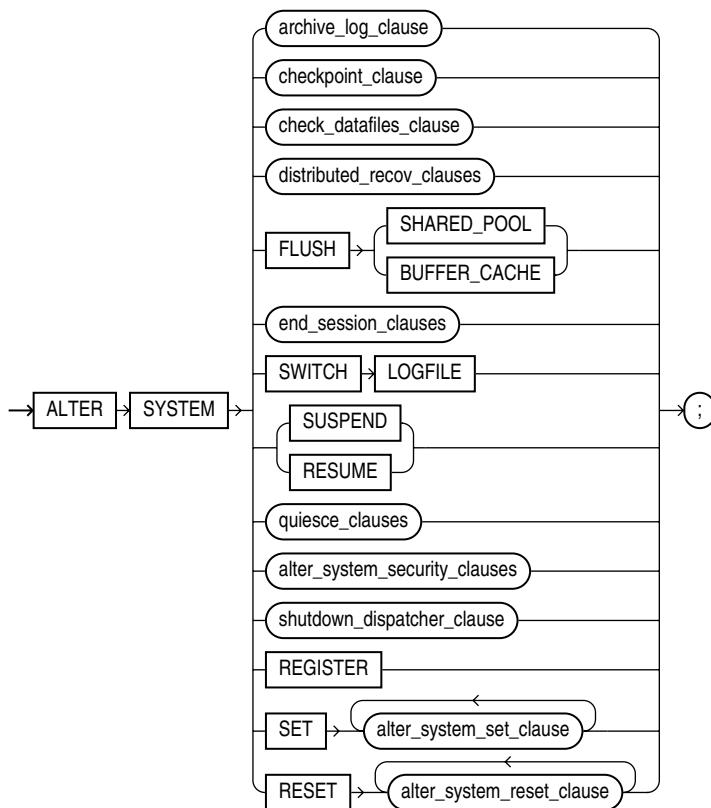 archive_log_clause
checkpoint_clause
check_datafiles_clause
distributed_recov_clauses
SHARED_POOL
FLUSH
BUFFER_CACHE
end_session_clauses
SWITCH LOGFILE
ALTER SYSTEM ;
SUSPEND
RESUME
quiesce_clauses
alter_system_security_clauses
shutdown_dispatcher_clause
REGISTER
SET alter_system_set_clause
RESET alter_system_reset_clause